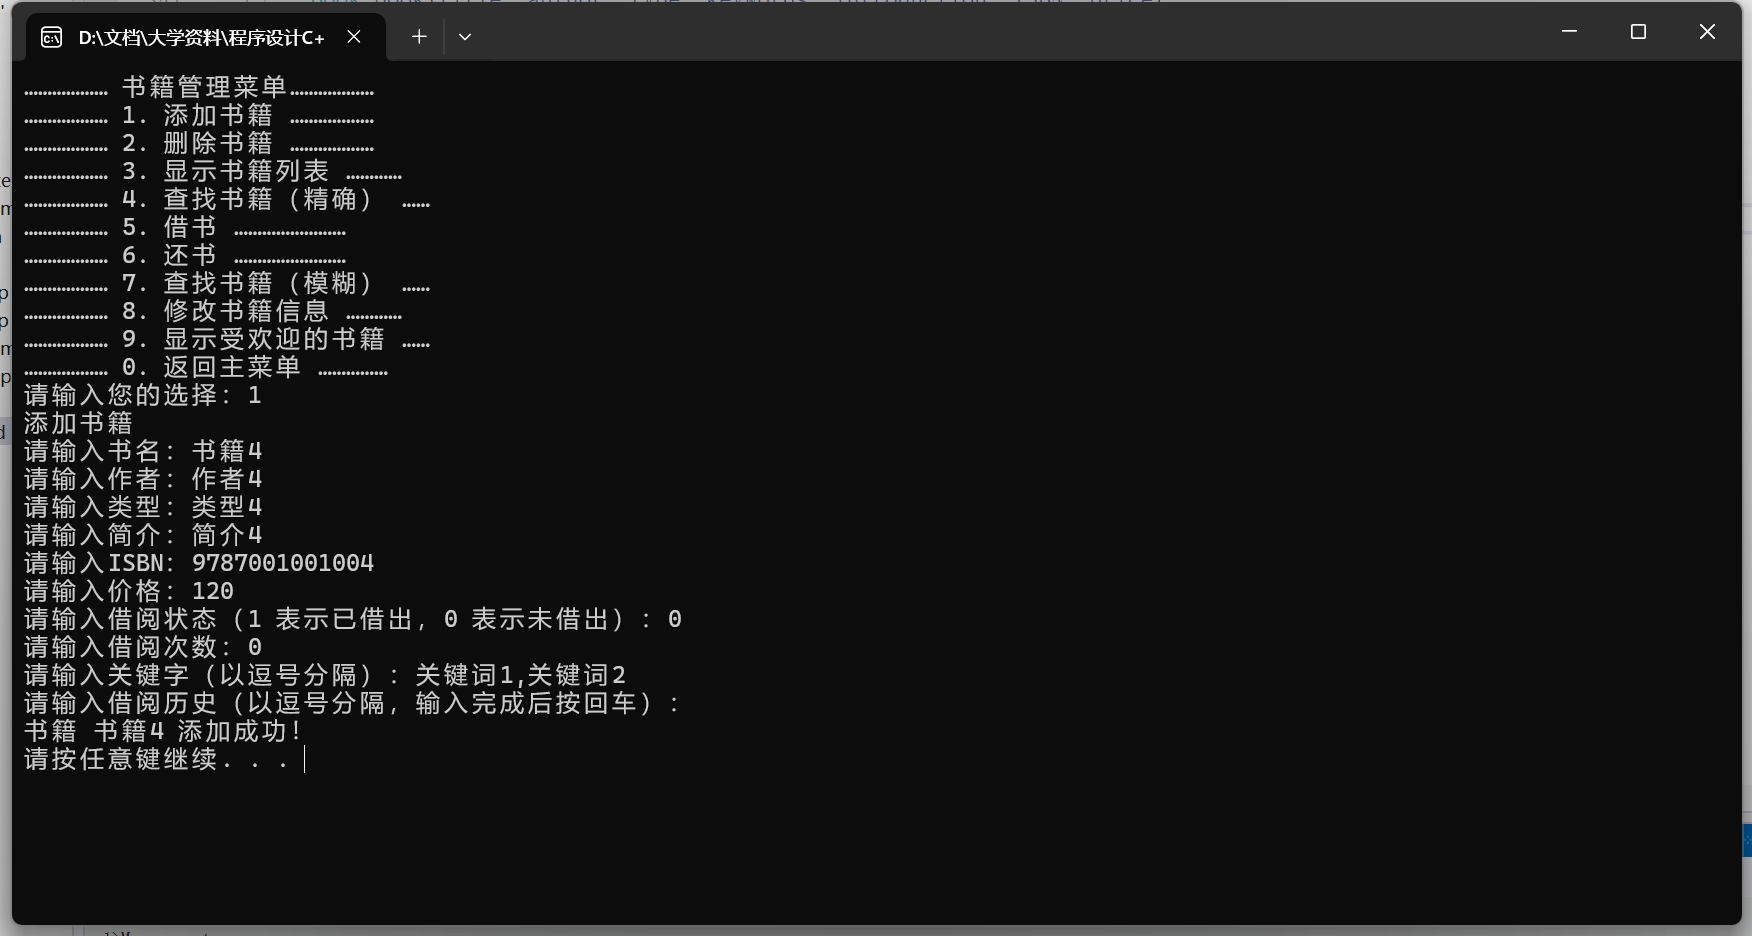 D:\文档\大学资料\程序设计C+
……………… 书籍管理菜单………………
……………… 1. 添加书籍 ………………
……………… 2. 删除书籍 ………………
……………… 3. 显示书籍列表 …………
……………… 4. 查找书籍（精确） ……
……………… 5. 借书 ……………………
……………… 6. 还书 ……………………
……………… 7. 查找书籍（模糊） ……
……………… 8. 修改书籍信息 …………
……………… 9. 显示受欢迎的书籍 ……
……………… 0. 返回主菜单 ……………
请输入您的选择: 1
添加书籍
请输入书名: 书籍4
请输入作者: 作者4
请输入类型: 类型4
请输入简介: 简介4
请输入ISBN: 9787001001004
请输入价格: 120
请输入借阅状态（1 表示已借出, 0 表示未借出）: 0
请输入借阅次数: 0
请输入关键字（以逗号分隔）: 关键词1,关键词2
请输入借阅历史（以逗号分隔, 输入完成后按回车）:
书籍 书籍4 添加成功!
请按任意键继续. . .